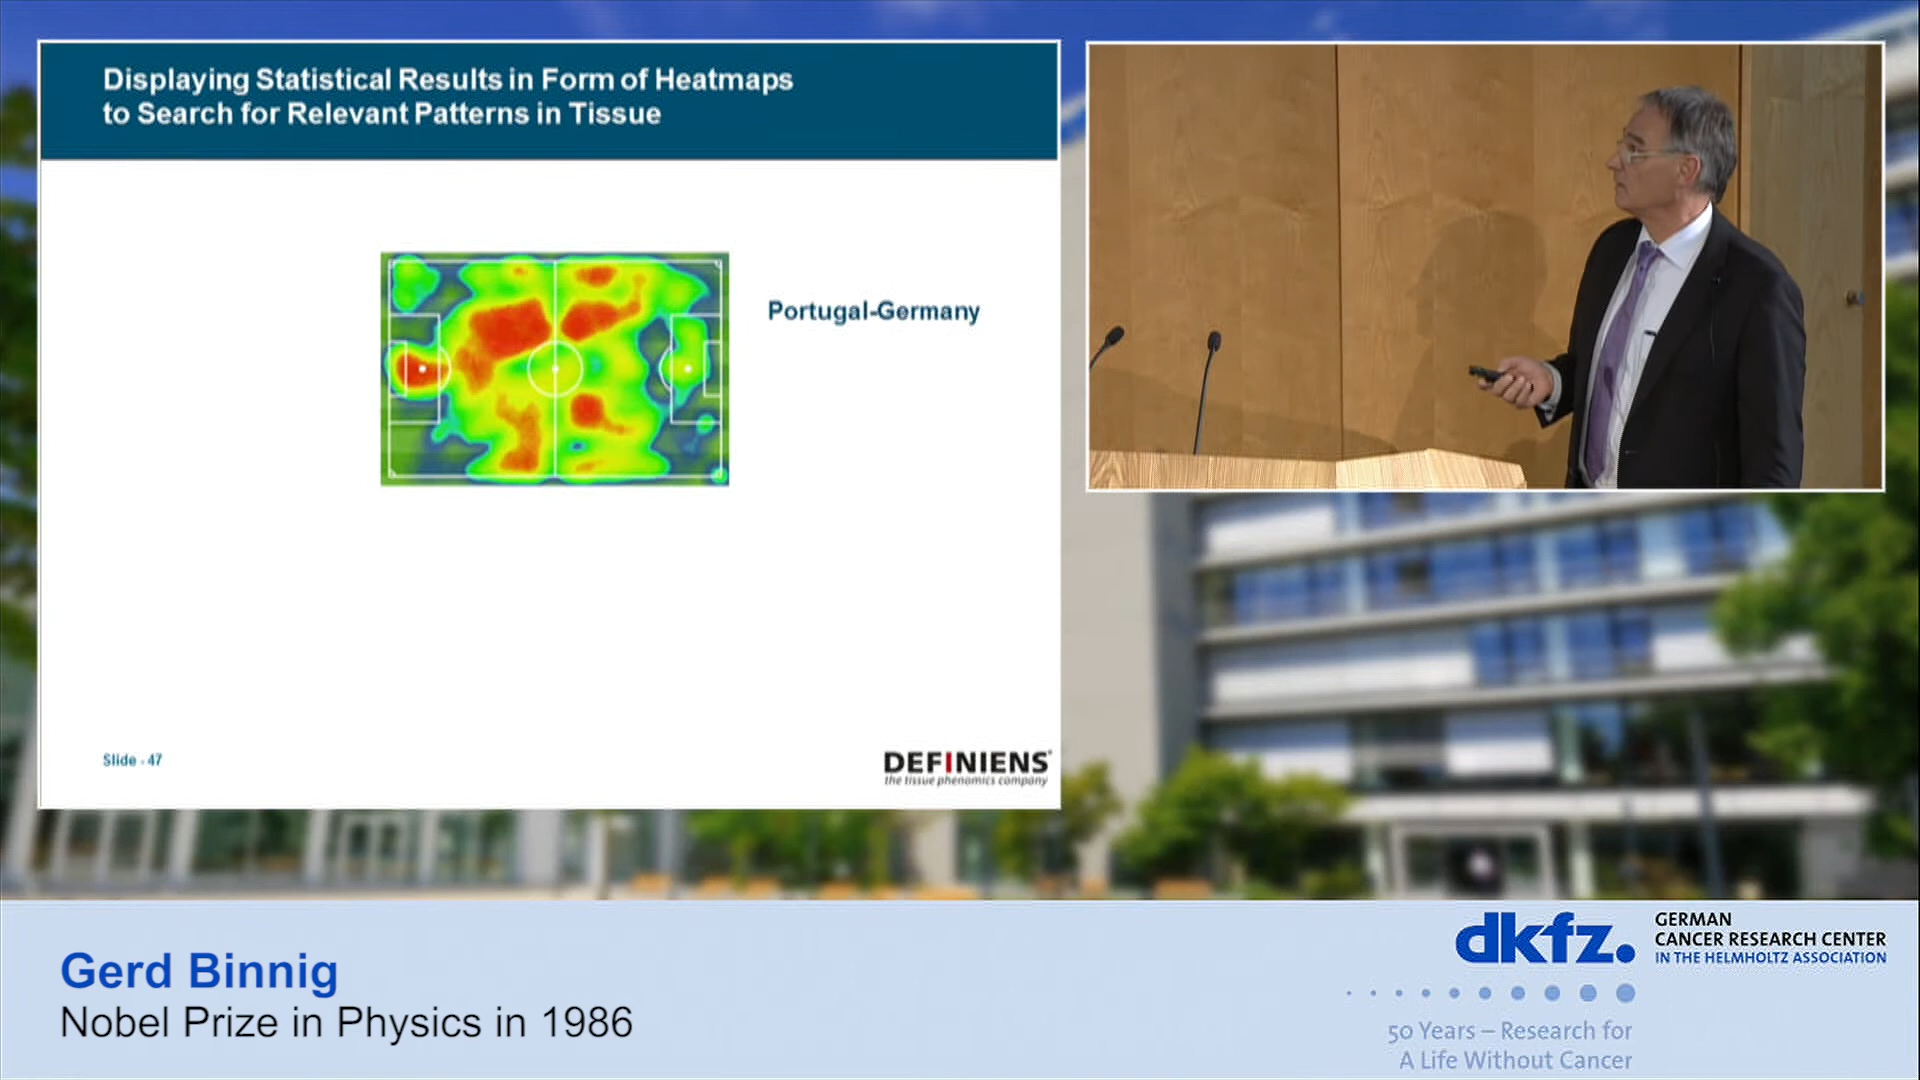 Displaying Statistical Results in Form of Heatmaps
to Search for Relevant Patterns in Tissue
Portugal-Germany
Slide - 47
DEFINIENS
the tissue phenomics company
Gerd Binnig
Nobel Prize in Physics in 1986
dkfz.
GERMAN
CANCER RESEARCH CENTER
IN THE HELMHOLTZ ASSOCIATION
50 Years – Research for
A Life Without Cancer